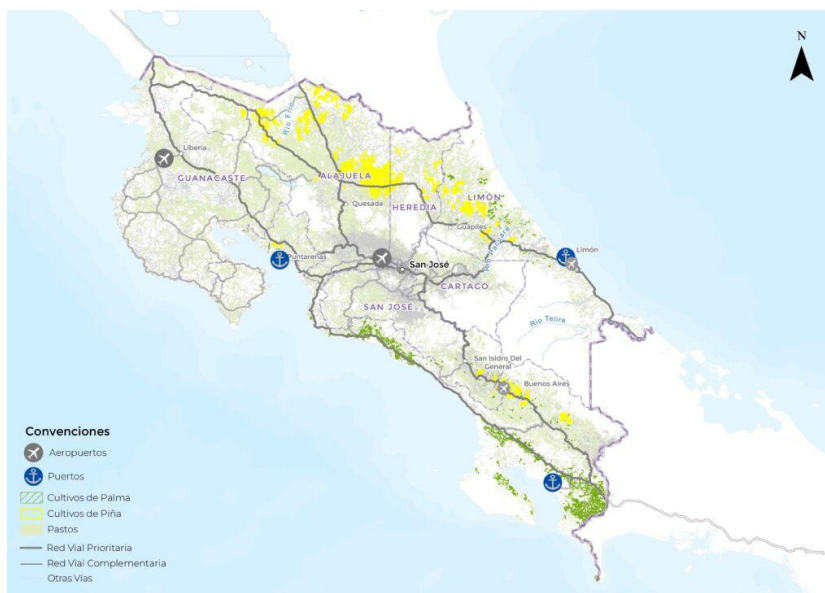 N
Río Frío
Liberia
ALAJUELA
GUANACASTE
LIMÓN
Quesada
HEREDIA
Guápiles
Limón
Puntarenas
San José
CARTAGO
SAN JOSÉ
Río Telira
San Isidro Del
General
Buenos Aires
Convenciones
Aeropuertos
Puertos
Cultivos de Palma
Cultivos de Piña
Pastos
Red Vial Prioritaria
Red Vial Complementaria
Otras Vías